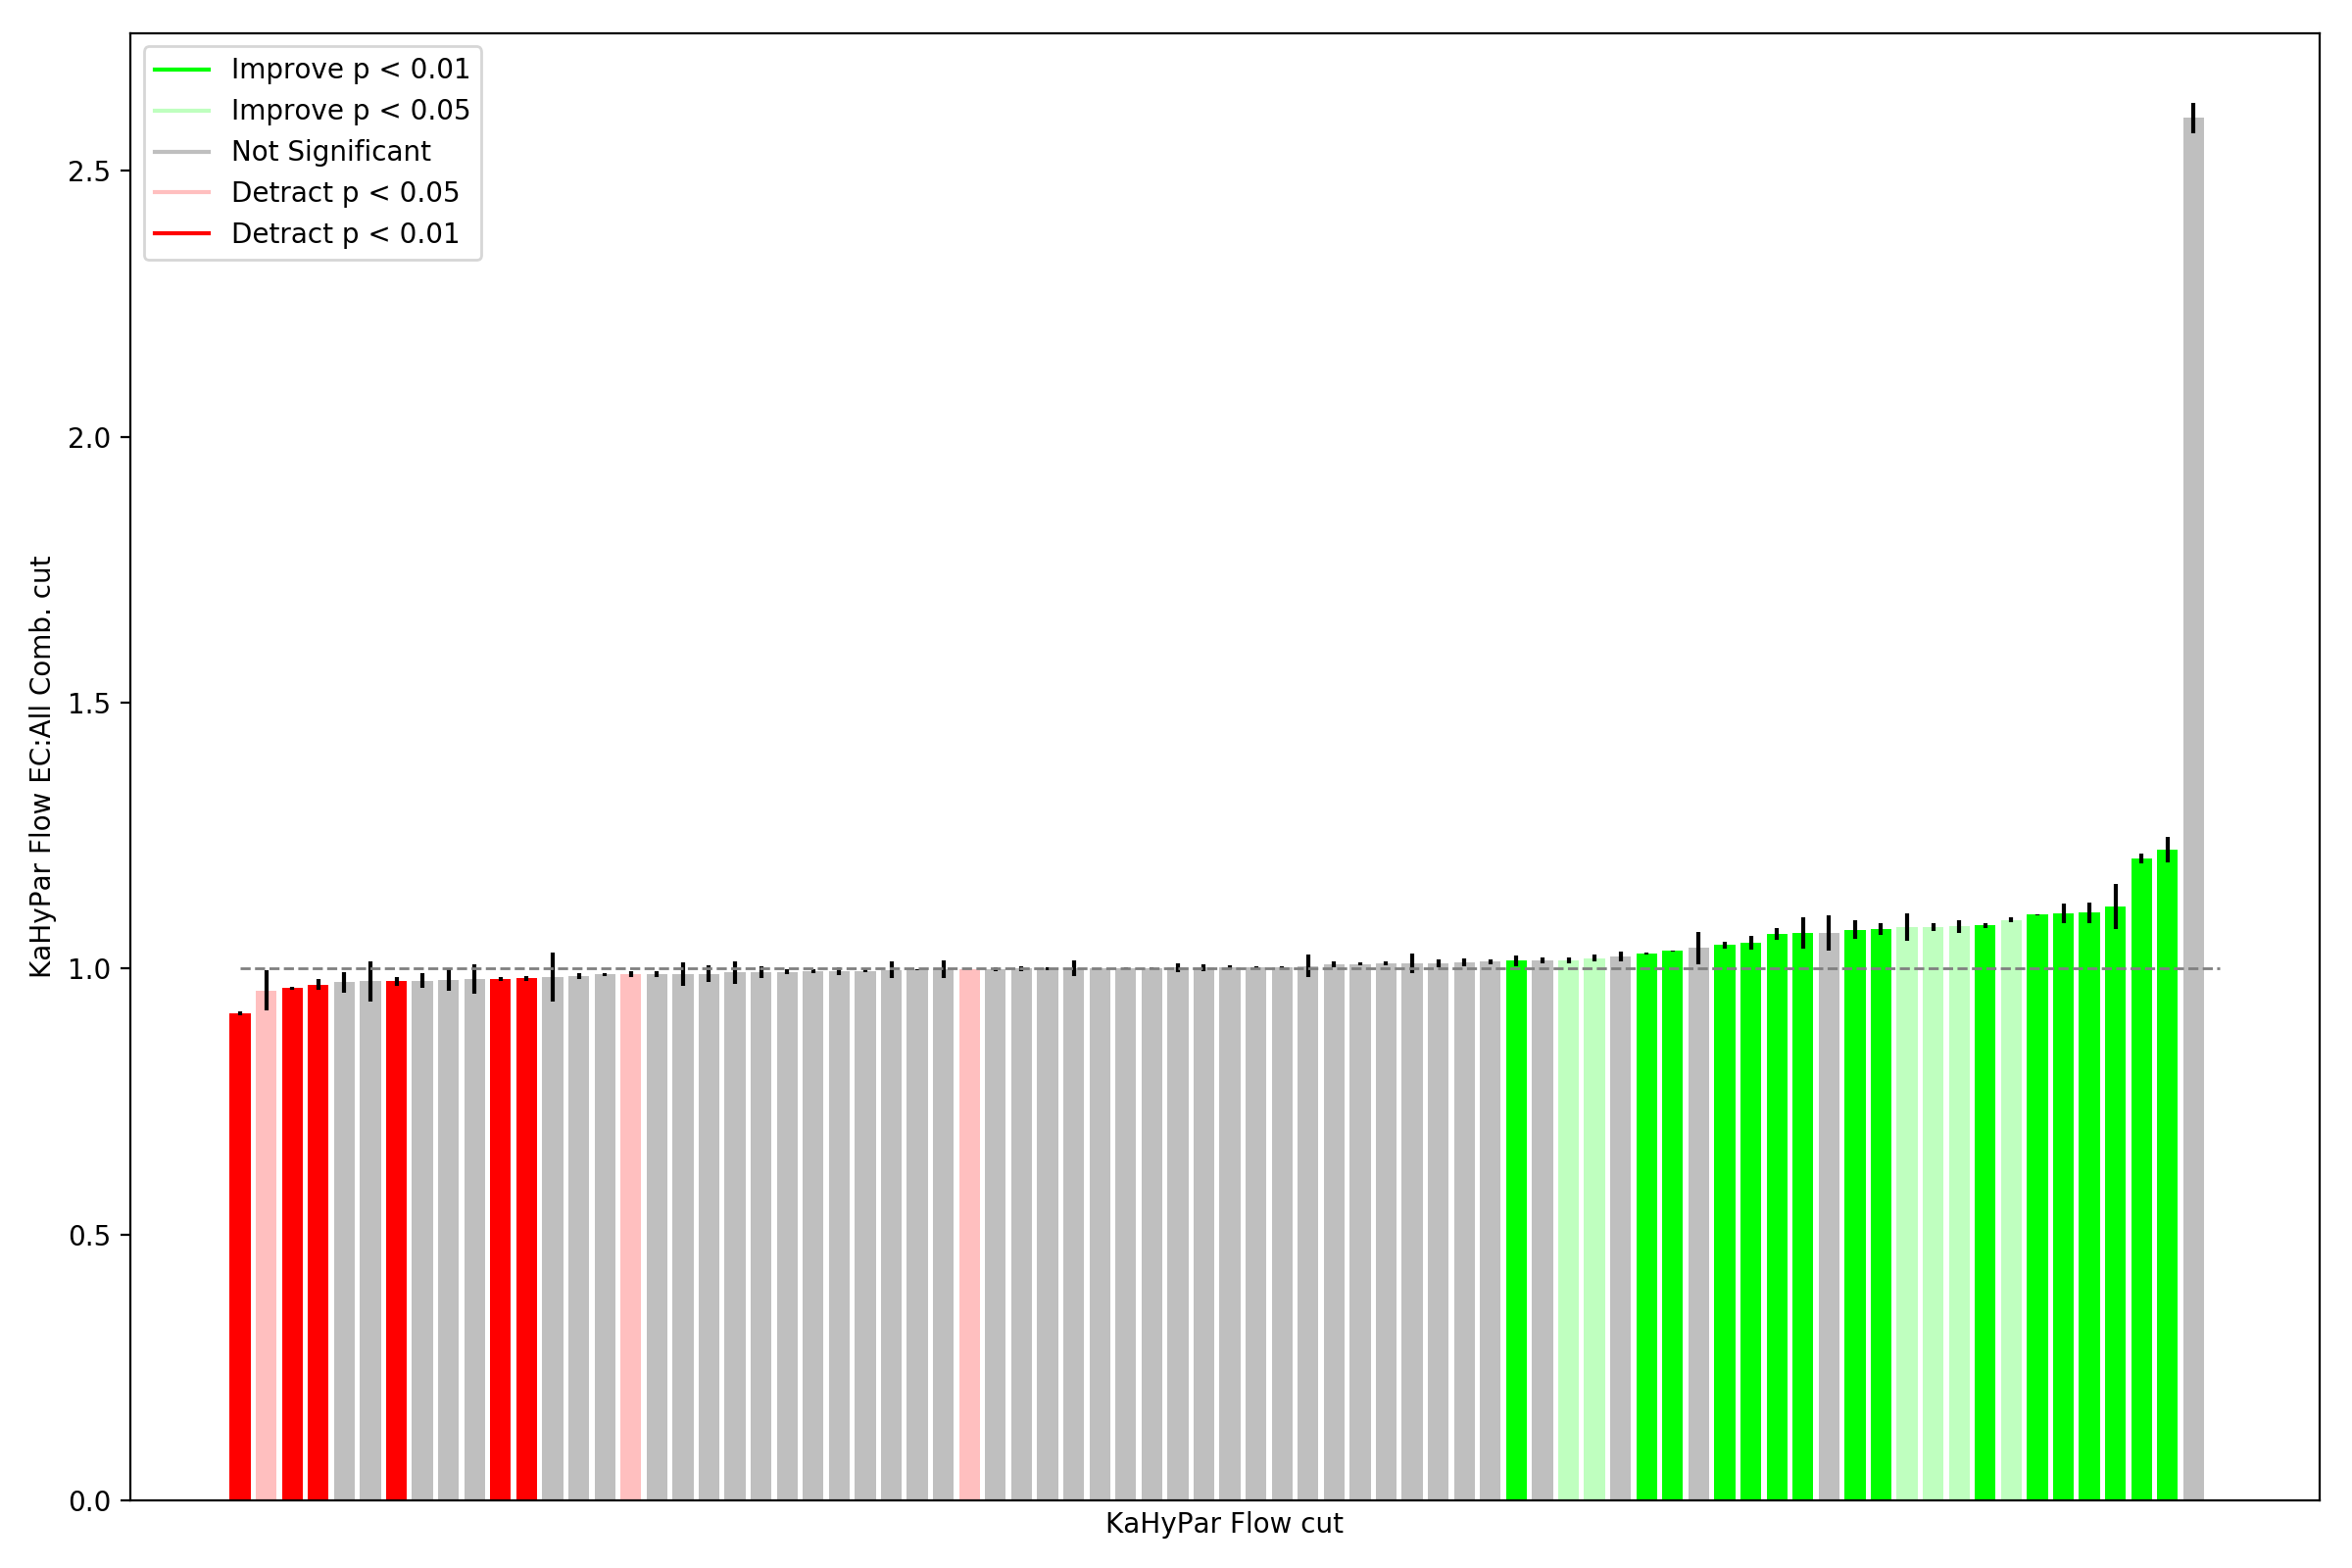 Improve p < 0.01
Improve p < 0.05
Not Significant
Detract p < 0.05
Detract p < 0.01
2.5
2.0
1.5
1.0
0.5
0.0
KaHyPar Flow EC:All Comb. cut
KaHyPar Flow cut